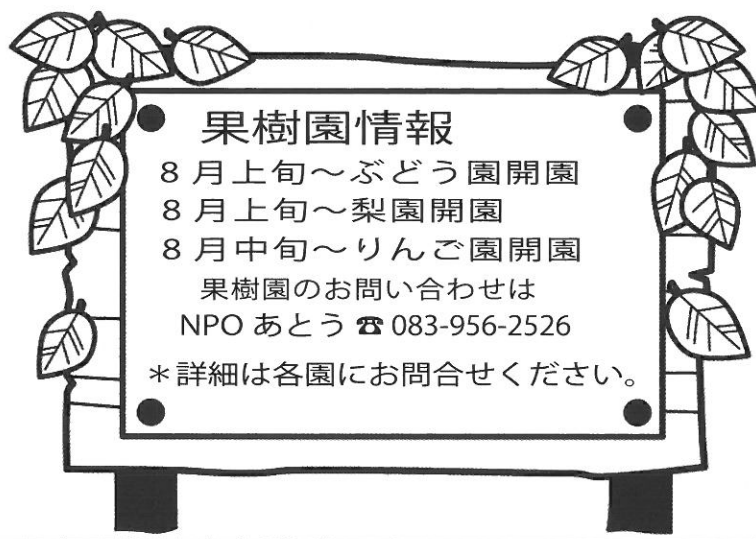 果樹園情報
8月上旬～ぶどう園開園
8月上旬～梨園開園
8月中旬～りんご園開園
果樹園のお問い合わせは
NPO あとう ☎ 083-956-2526
＊詳細は各園にお問合せください。